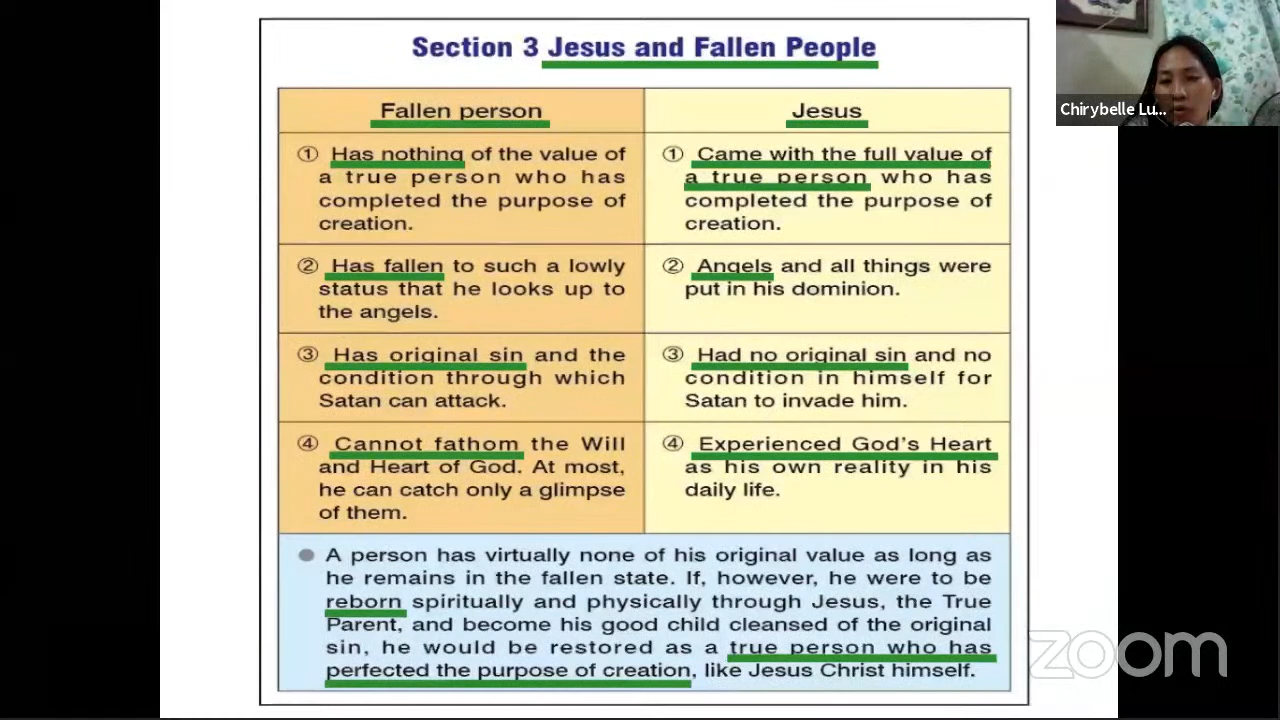 Section 3 Jesus and Fallen People
Fallen person
① Has nothing of the value of
a true person who has
completed the purpose of
creation.
② Has fallen to such a lowly
status that he looks up to
the angels.
③ Has original sin and the
condition through which
Satan can attack.
④ Cannot fathom the Will
and Heart of God. At most,
he can catch only a glimpse
of them.
Jesus
① Came with the full value of
a true person who has
completed the purpose of
creation.
② Angels and all things were
put in his dominion.
③ Had no original sin and no
condition in himself for
Satan to invade him.
④ Experienced God's Heart
as his own reality in his
daily life.
● A person has virtually none of his original value as long as
he remains in the fallen state. If, however, he were to be
reborn spiritually and physically through Jesus, the True
Parent, and become his good child cleansed of the original
sin, he would be restored as a true person who has
perfected the purpose of creation, like Jesus Christ himself.
Chirybelle Lu...
zoom